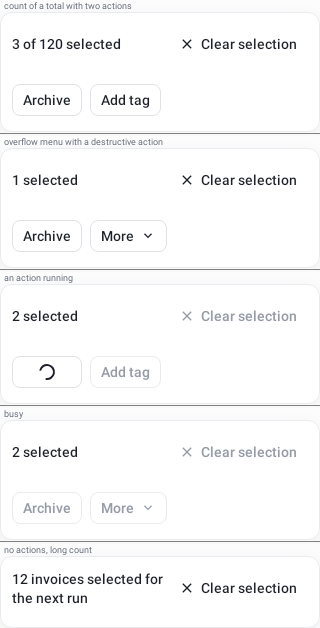 count of a total with two actions
3 of 120 selected
Clear selection
Archive
Add tag
overflow menu with a destructive action
1 selected
Clear selection
Archive
More
an action running
2 selected
Clear selection
Add tag
busy
2 selected
Clear selection
Archive
More
no actions, long count
12 invoices selected for
the next run
Clear selection